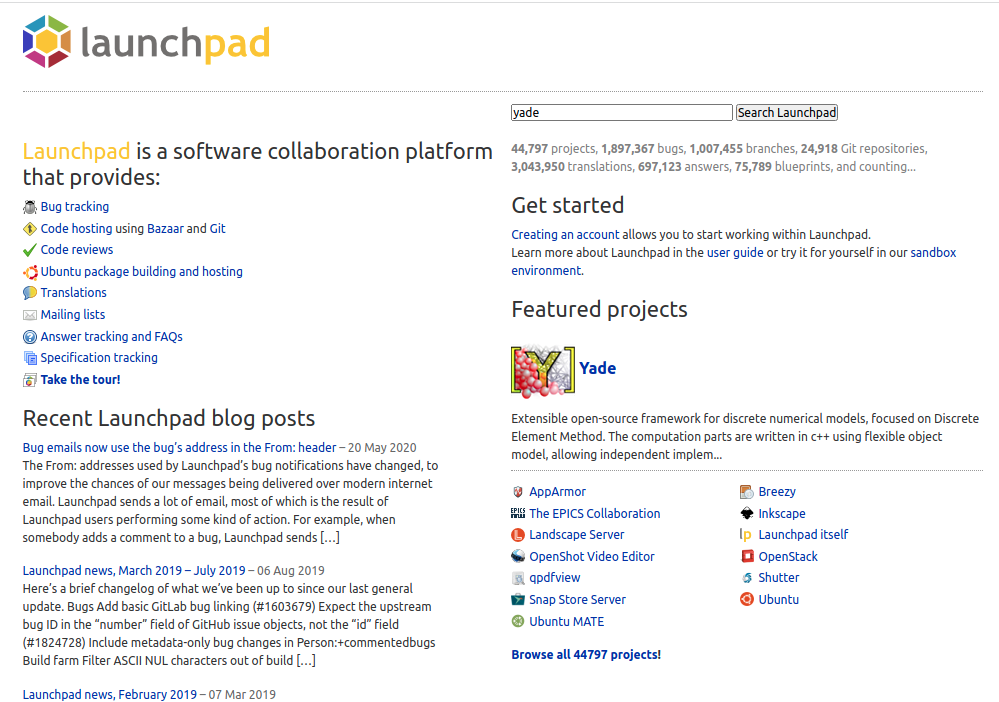 launchpad
yade
Search Launchpad
Launchpad is a software collaboration platform
that provides:
Bug tracking
Code hosting using Bazaar and Git
Code reviews
Ubuntu package building and hosting
Translations
Mailing lists
Answer tracking and FAQs
Specification tracking
Take the tour!
Recent Launchpad blog posts
Bug emails now use the bug’s address in the From: header – 20 May 2020
The From: addresses used by Launchpad’s bug notifications have changed, to
improve the chances of our messages being delivered over modern internet
email. Launchpad sends a lot of email, most of which is the result of
Launchpad users performing some kind of action. For example, when
somebody adds a comment to a bug, Launchpad sends […]
Launchpad news, March 2019 – July 2019 – 06 Aug 2019
Here’s a brief changelog of what we’ve been up to since our last general
update. Bugs Add basic GitLab bug linking (#1603679) Expect the upstream
bug ID in the “number” field of GitHub issue objects, not the “id” field
(#1824728) Include metadata-only bug changes in Person:+commentedbugs
Build farm Filter ASCII NUL characters out of build […]
Launchpad news, February 2019 – 07 Mar 2019
44,797 projects, 1,897,367 bugs, 1,007,455 branches, 24,918 Git repositories,
3,043,950 translations, 697,123 answers, 75,789 blueprints, and counting...
Get started
Creating an account allows you to start working within Launchpad.
Learn more about Launchpad in the user guide or try it for yourself in our sandbox
environment.
Featured projects
Y
Yade
Extensible open-source framework for discrete numerical models, focused on Discrete
Element Method. The computation parts are written in c++ using flexible object
model, allowing independent implem...
AppArmor
EPICS
The EPICS Collaboration
Landscape Server
OpenShot Video Editor
qpdfview
Snap Store Server
Ubuntu MATE
Breezy
Inkscape
lp
Launchpad itself
OpenStack
Shutter
Ubuntu
Browse all 44797 projects!